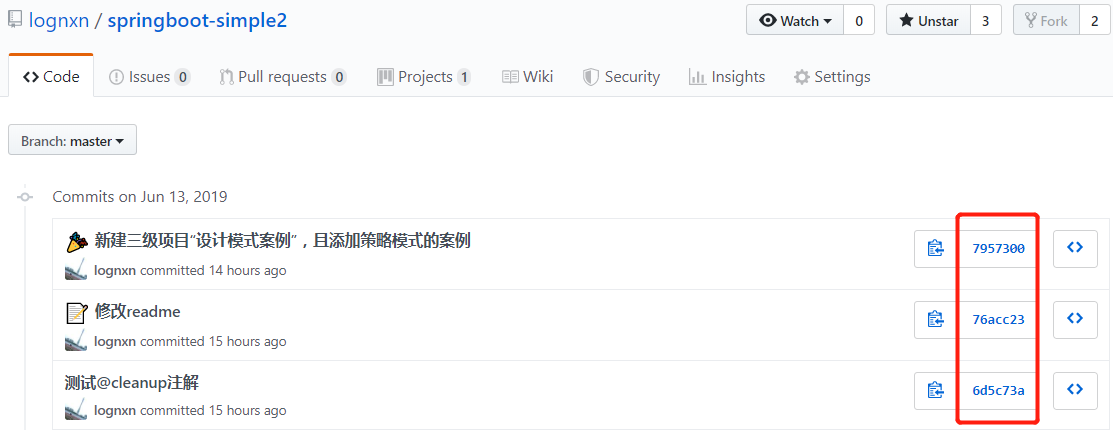 lognxn / springboot-simple2
Watch 0 Unstar 3 Fork 2
Code Issues 0 Pull requests 0 Projects 1 Wiki Security Insights Settings
Branch: master
Commits on Jun 13, 2019
新建三级项目“设计模式案例”，且添加策略模式的案例
lognxn committed 14 hours ago
7957300
修改readme
lognxn committed 15 hours ago
76acc23
测试@cleanup注解
lognxn committed 15 hours ago
6d5c73a